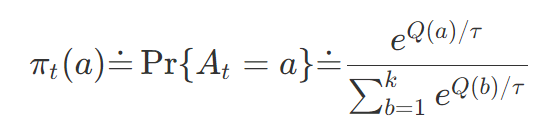 π_t(a) ≐ Pr{A_t = a} ≐ e^{Q(a)/τ} / ∑_{b=1}^{k} e^{Q(b)/τ}